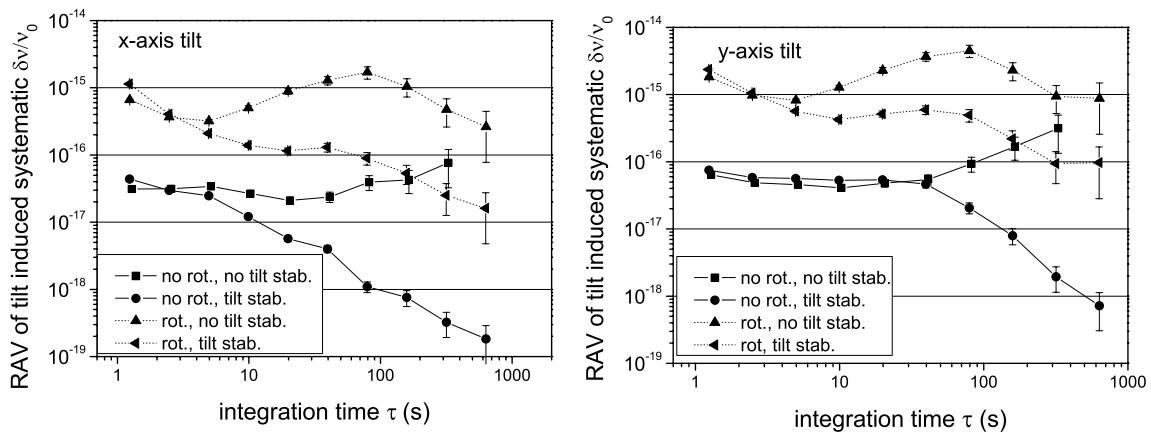 RAV of tilt induced systematic δν/ν₀
10⁻¹⁴
10⁻¹⁵
10⁻¹⁶
10⁻¹⁷
10⁻¹⁸
10⁻¹⁹
x-axis tilt
no rot., no tilt stab.
no rot., tilt stab.
rot., no tilt stab.
rot., tilt stab.
1 10 100 1000
integration time τ (s)
RAV of tilt induced systematic δν/ν₀
10⁻¹⁴
10⁻¹⁵
10⁻¹⁶
10⁻¹⁷
10⁻¹⁸
10⁻¹⁹
y-axis tilt
no rot., no tilt stab.
no rot., tilt stab.
rot., no tilt stab.
rot, tilt stab.
1 10 100 1000
integration time τ (s)